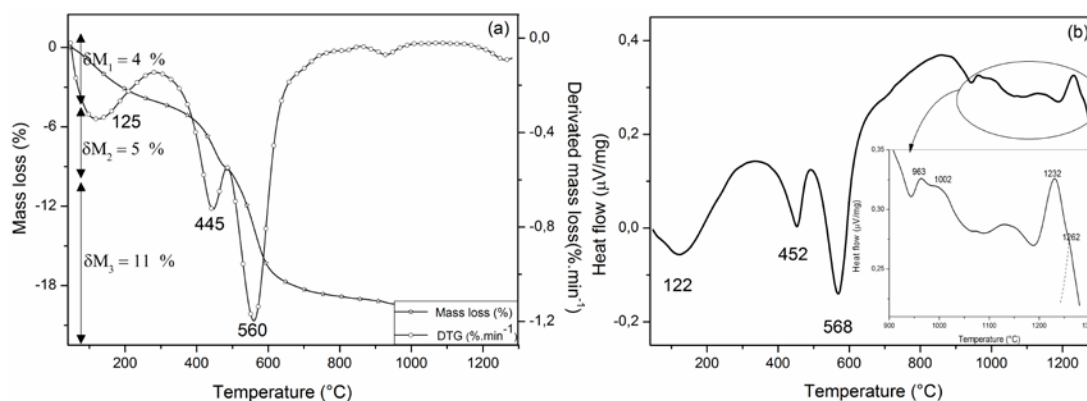 (a)
δM₁ = 4 %
δM₂ = 5 %
δM₃ = 11 %
125
445
560
Mass loss (%)
DTG (%.min⁻¹)
0
-6
-12
-18
Mass loss (%)
0,0
-0,4
-0,8
-1,2
Derivated mass loss(%.min⁻¹)
200 400 600 800 1000 1200
Temperature (°C)
(b)
0,4
0,2
0,0
-0,2
Heat flow (µV/mg)
122
452
568
0 200 400 600 800 1000 1200
Temperature (°C)
0,35
0,30
0,25
Heat flow (µV/mg)
963
1002
1232
1262
900 1000 1100 1200
Temperature (°C)